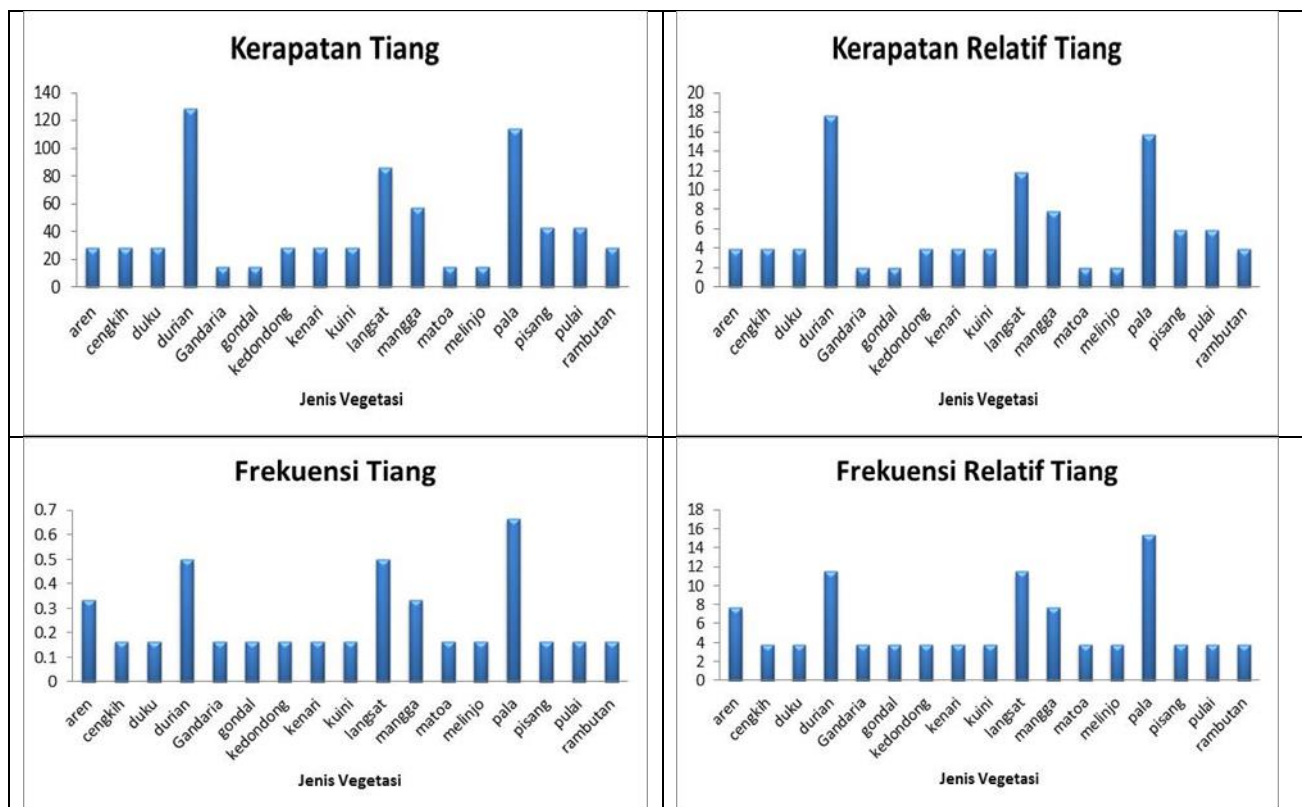 Kerapatan Tiang
140
120
100
80
60
40
20
0
aren
cengkih
duku
durian
Gandaria
gondal
kedondong
kenari
kuini
langsat
mangga
matoa
melinjo
pala
pisang
pulai
rambutan
Jenis Vegetasi
Kerapatan Relatif Tiang
20
18
16
14
12
10
8
6
4
2
0
aren
cengkih
duku
durian
Gandaria
gondal
kedondong
kenari
kuini
langsat
mangga
matoa
melinjo
pala
pisang
pulai
rambutan
Jenis Vegetasi
Frekuensi Tiang
0.7
0.6
0.5
0.4
0.3
0.2
0.1
0
aren
cengkih
duku
durian
Gandaria
gondal
kedondong
kenari
kuini
langsat
mangga
matoa
melinjo
pala
pisang
pulai
rambutan
Jenis Vegetasi
Frekuensi Relatif Tiang
18
16
14
12
10
8
6
4
2
0
aren
cengkih
duku
durian
Gandaria
gondal
kedondong
kenari
kuini
langsat
mangga
matoa
melinjo
pala
pisang
pulai
rambutan
Jenis Vegetasi